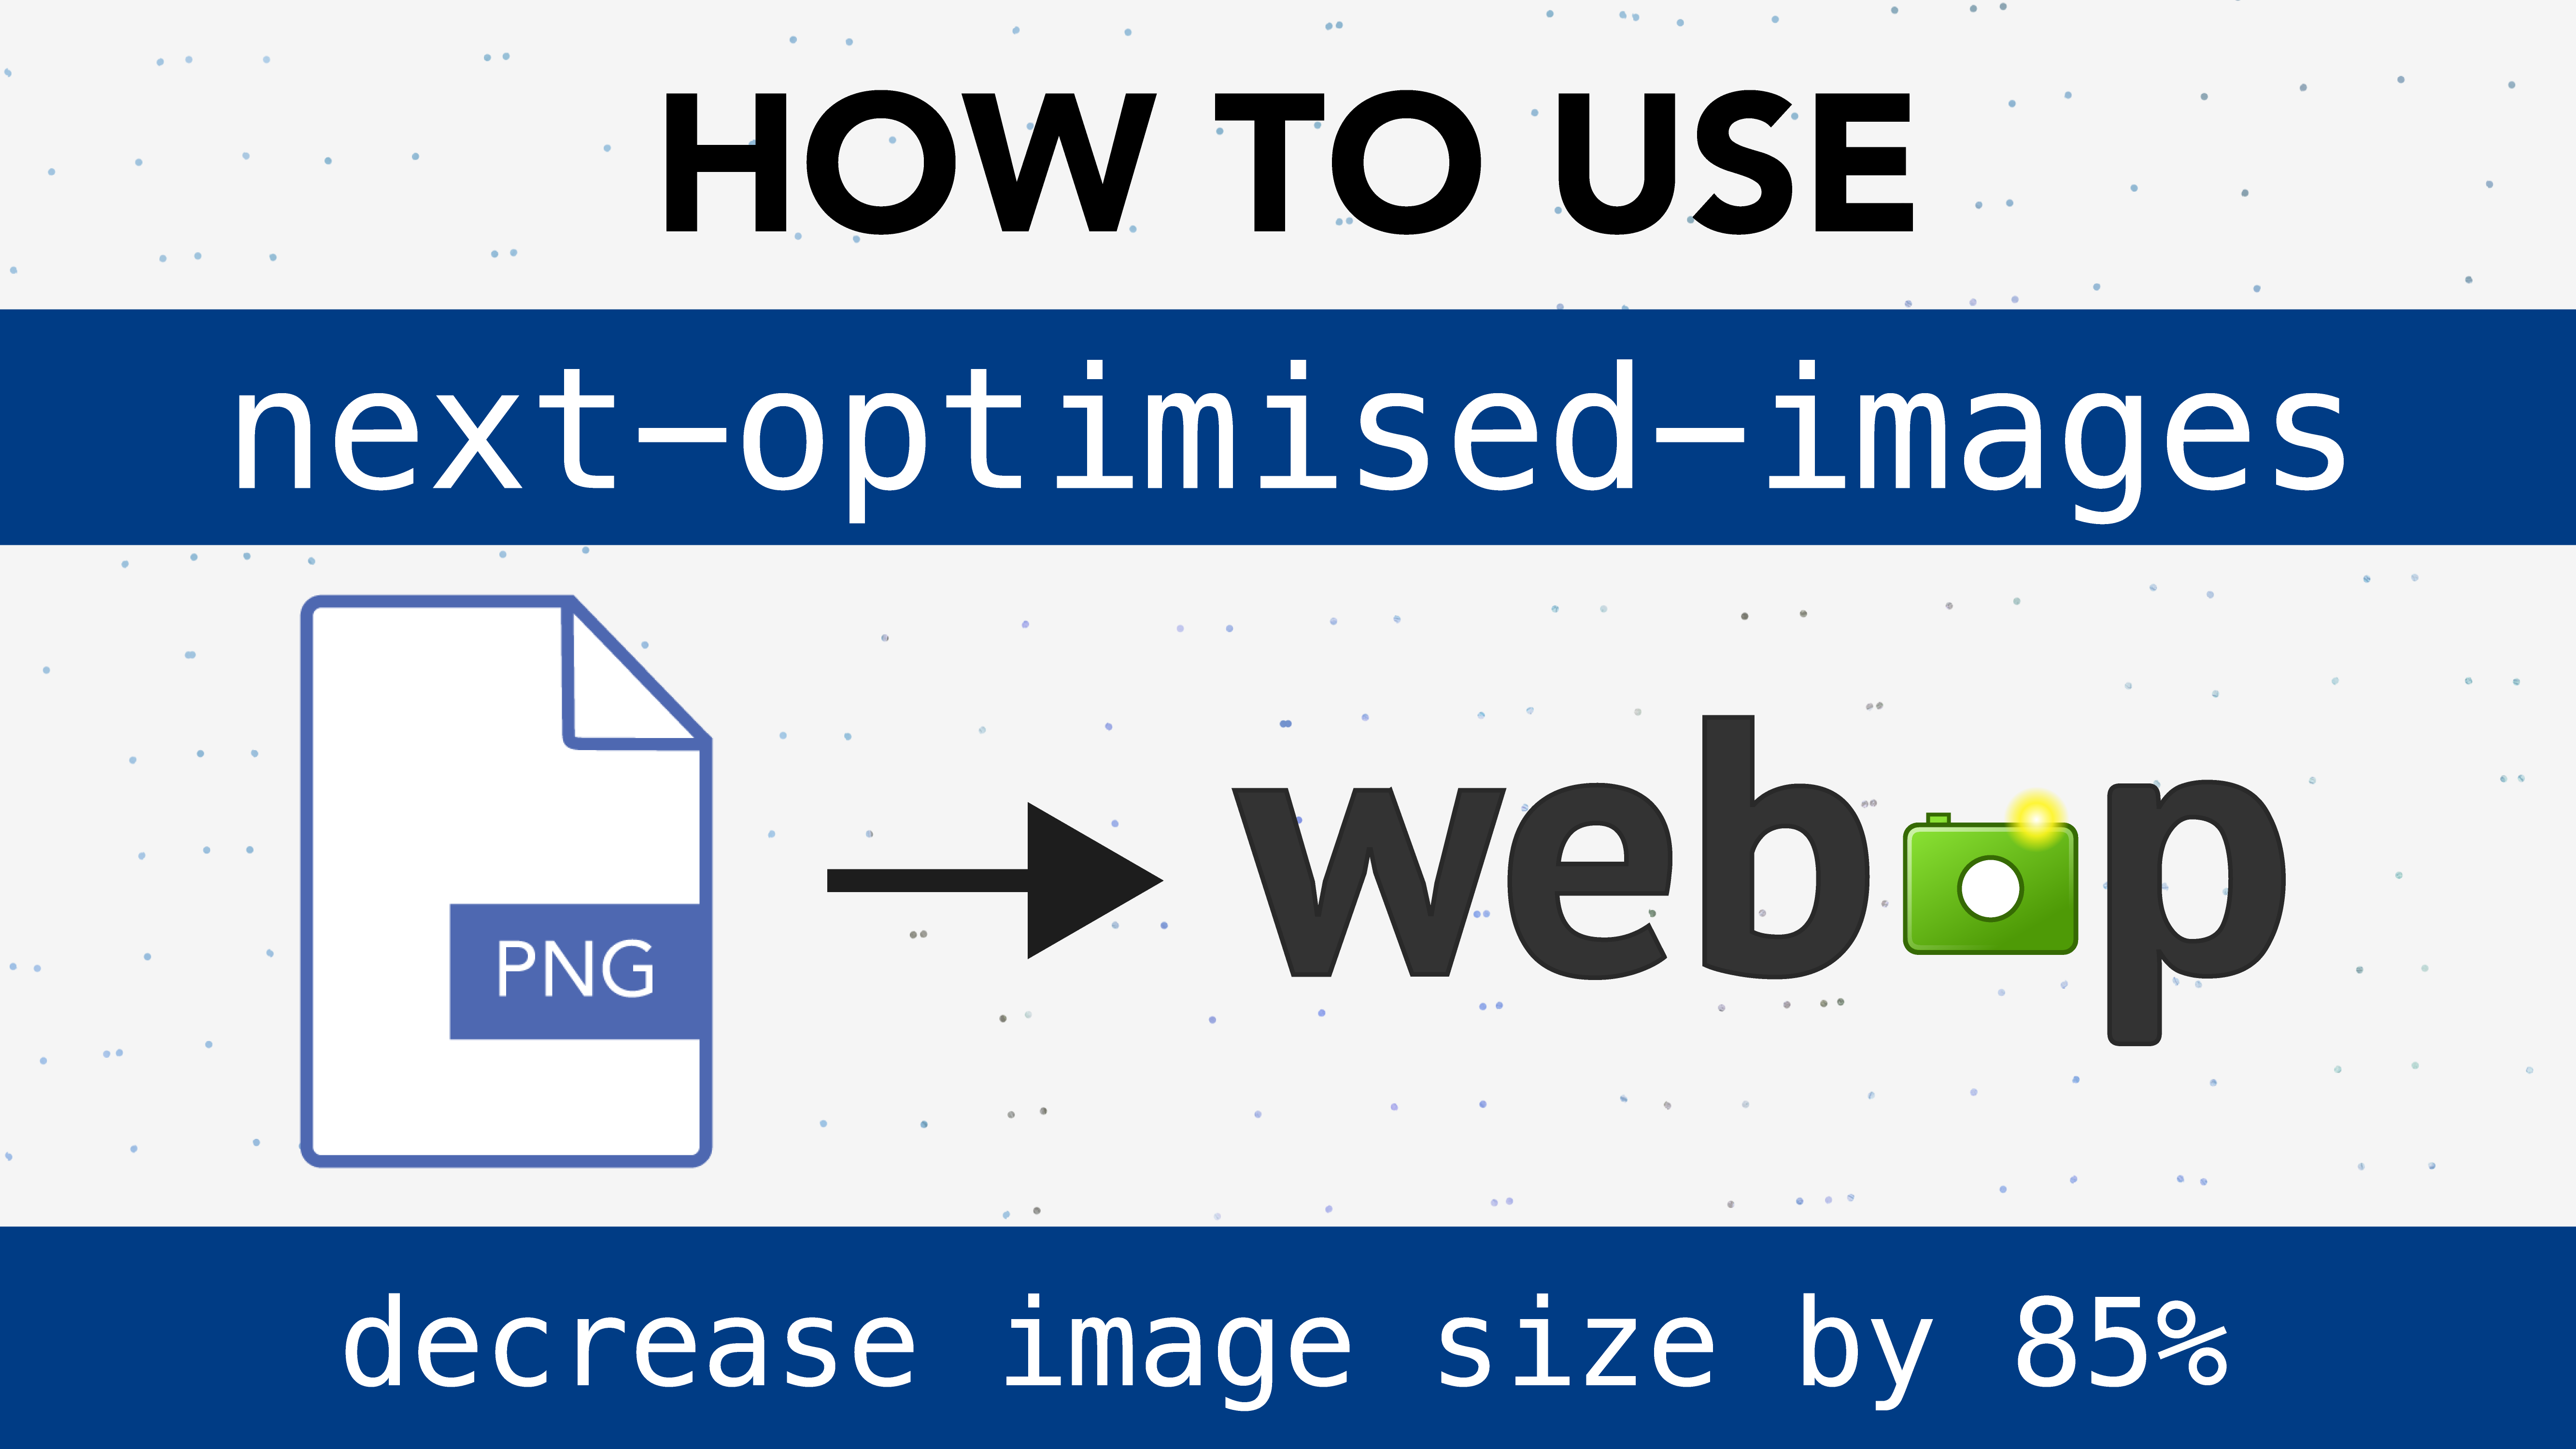 HOW TO USE
next-optimised-images
PNG
webp
decrease image size by 85%